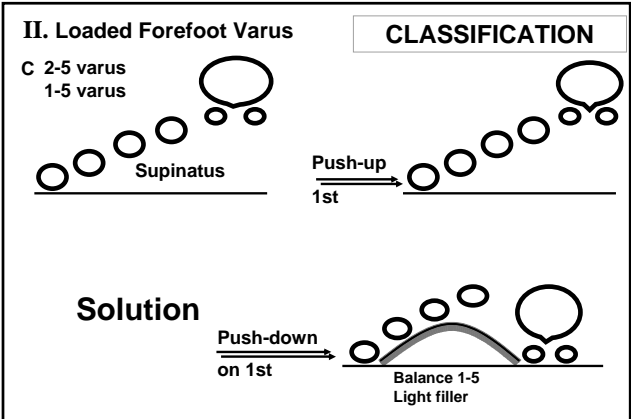 II. Loaded Forefoot Varus
CLASSIFICATION
C 2-5 varus
1-5 varus
Supinatus
Push-up
1st
Solution
Push-down
on 1st
Balance 1-5
Light filler